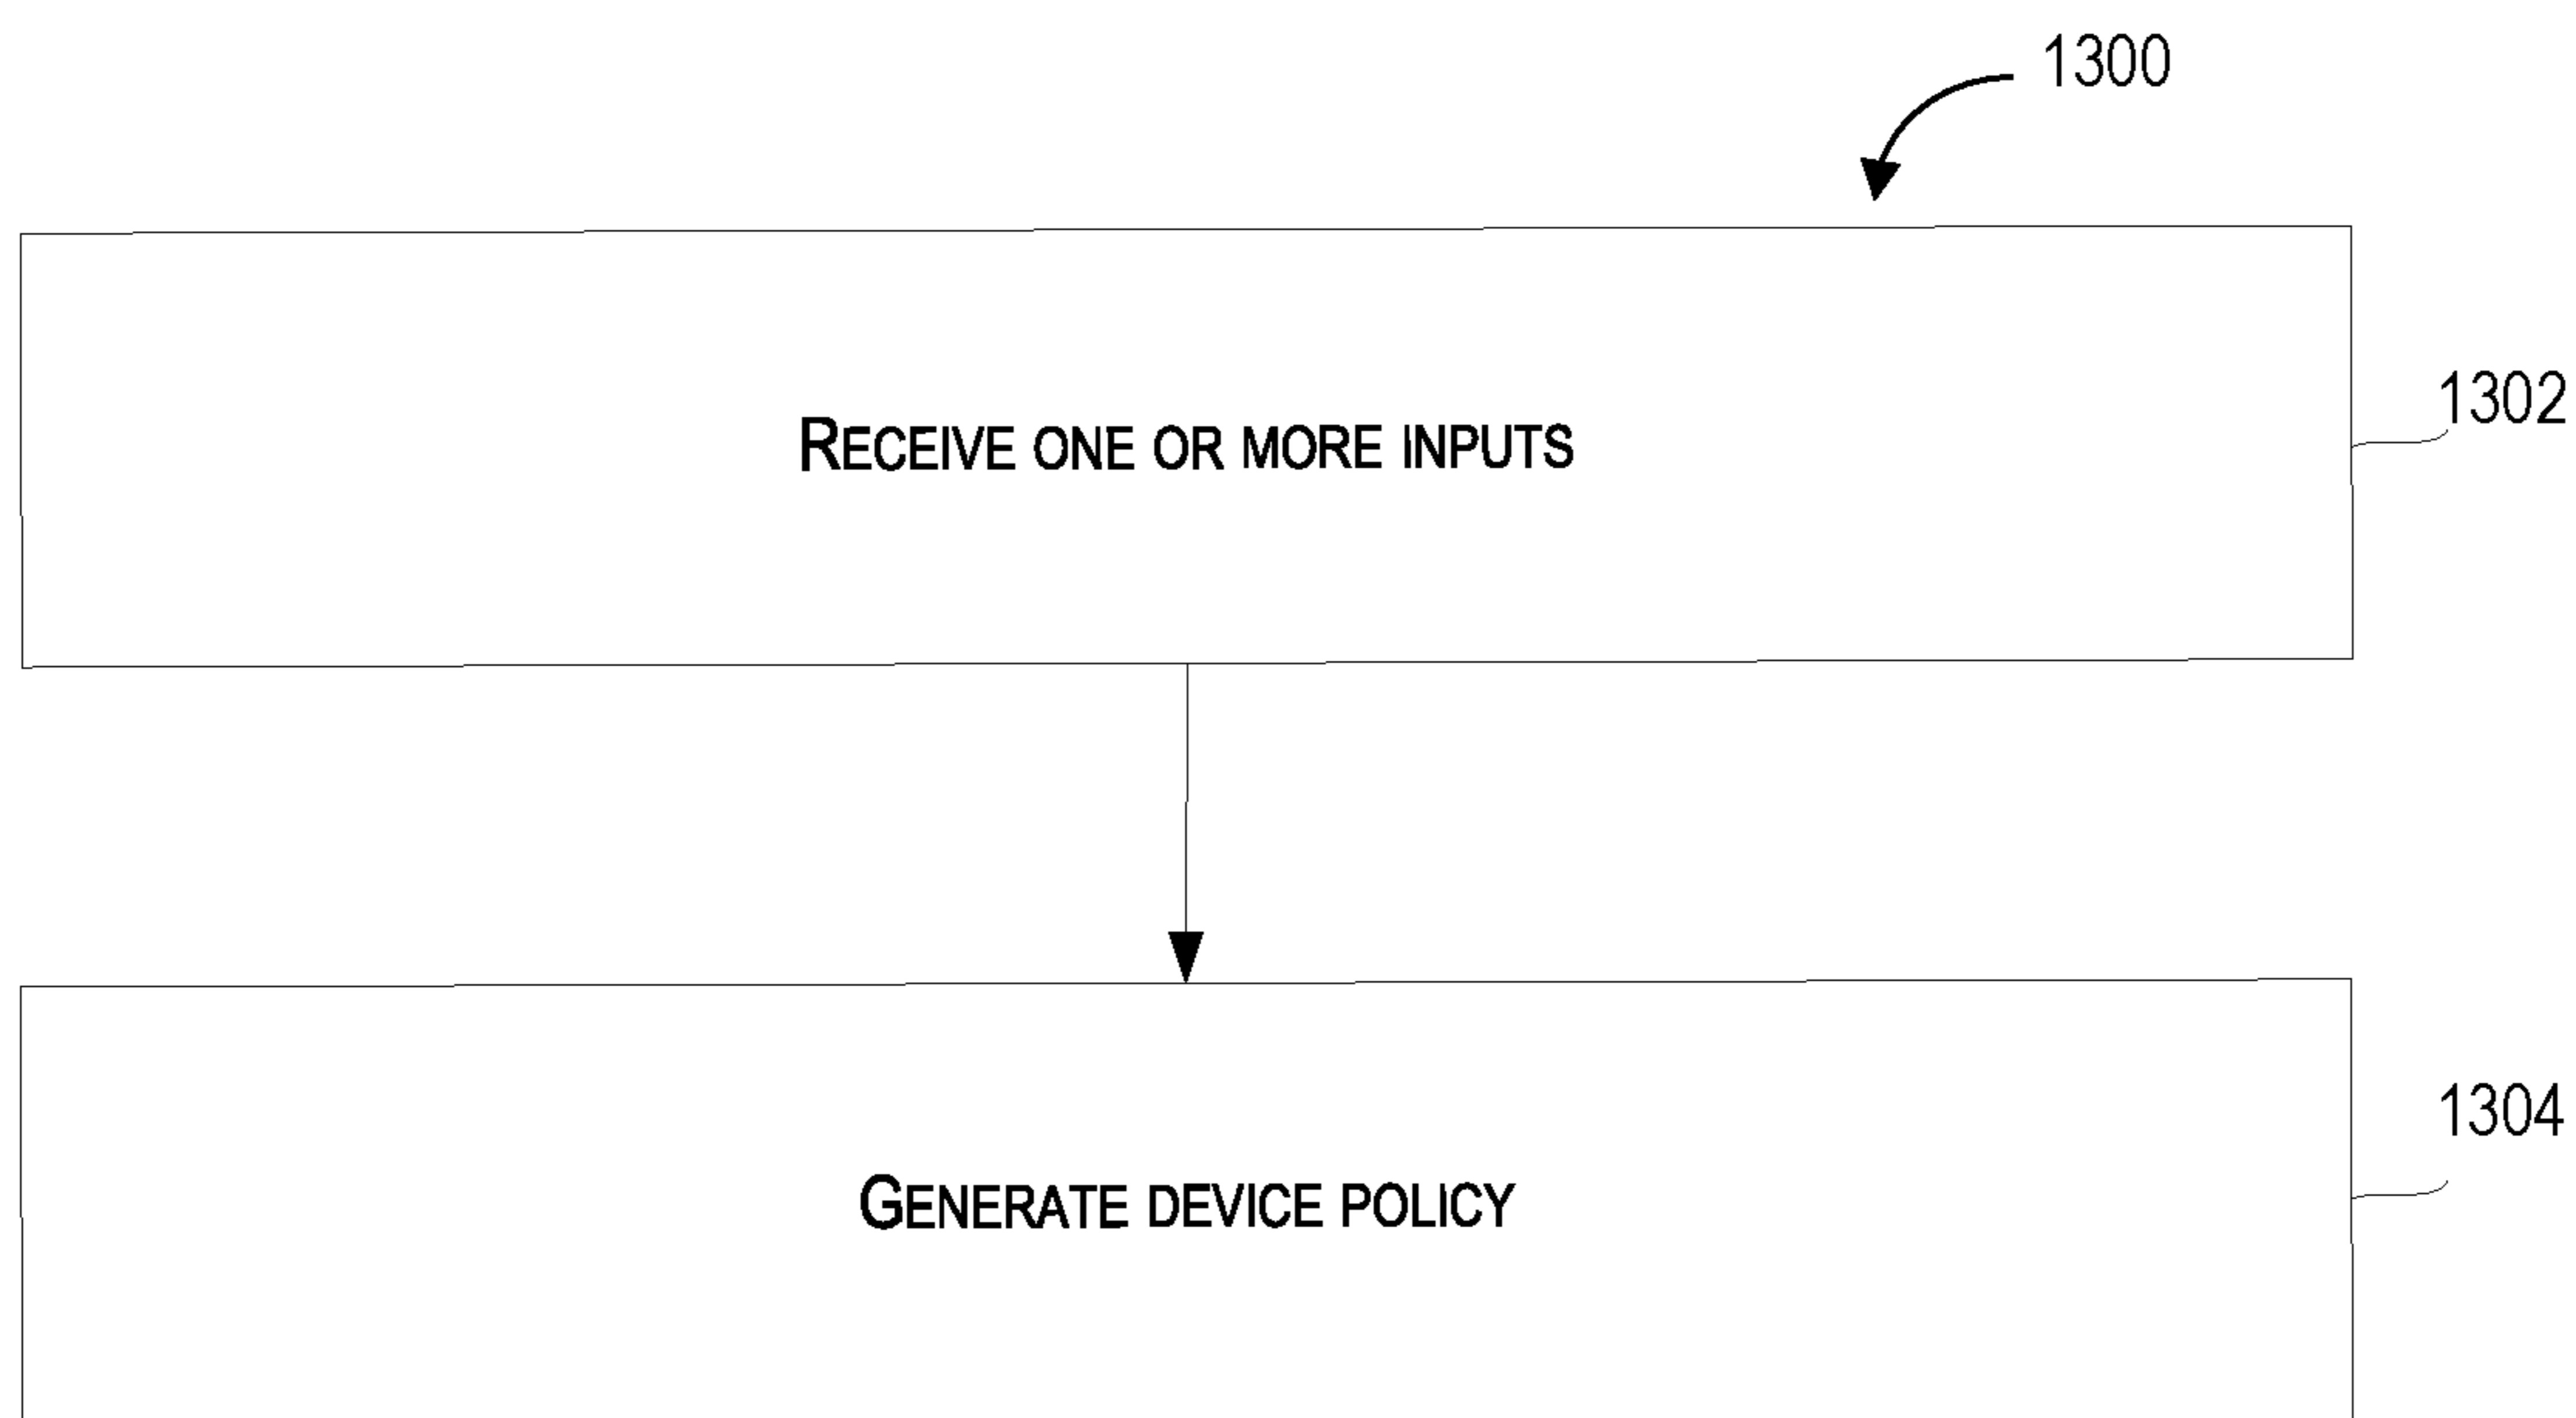 1300
RECEIVE ONE OR MORE INPUTS
1302
GENERATE DEVICE POLICY
1304